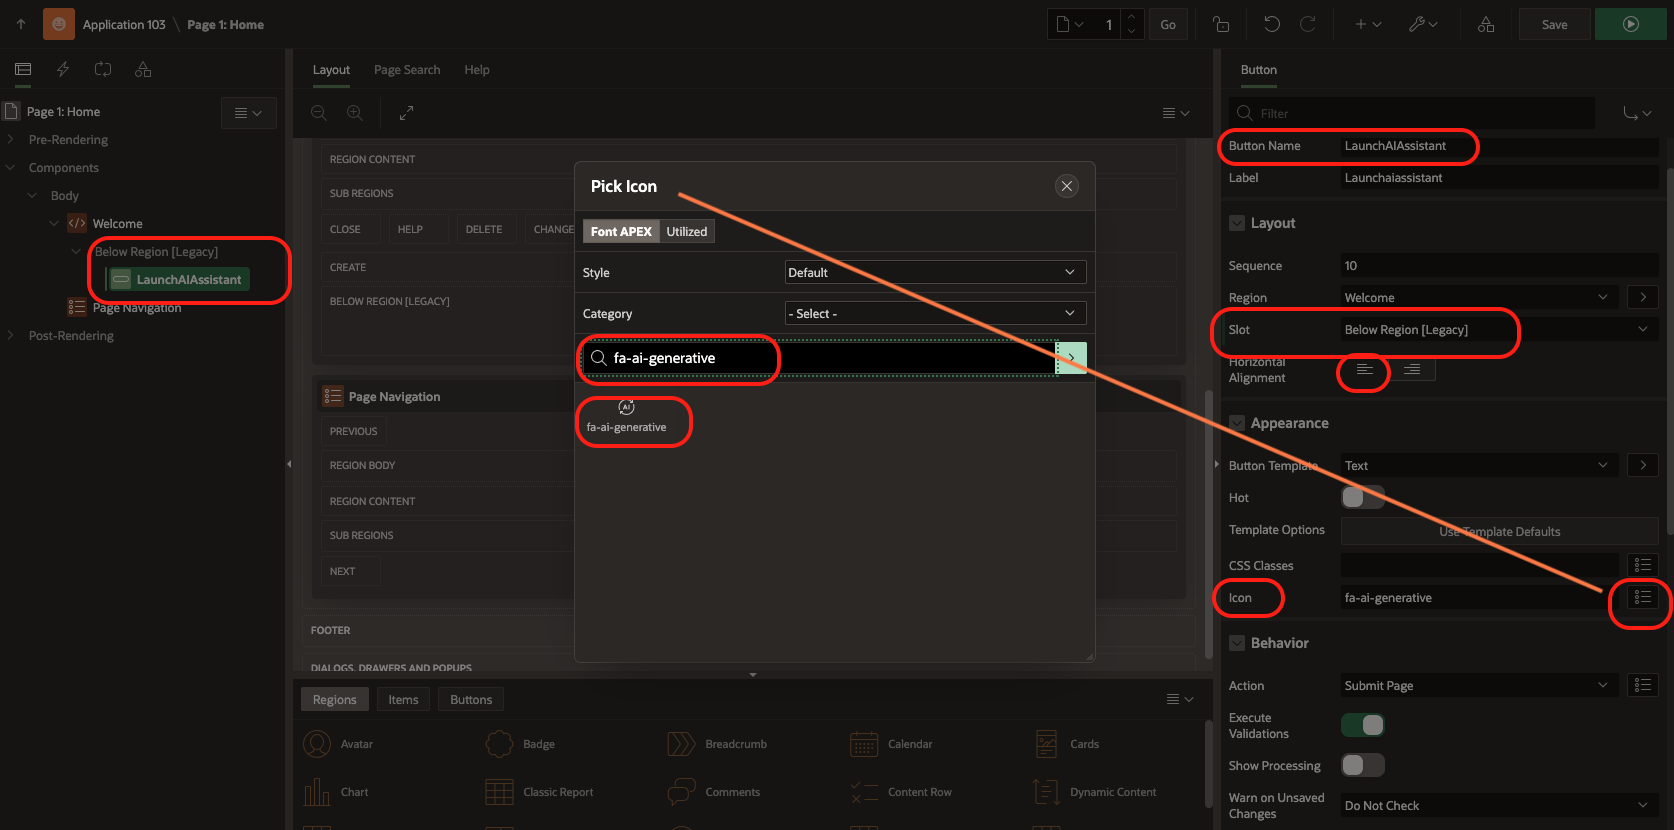 Application 103 \ Page 1: Home
1
Go
Save
Page 1: Home
Pre-Rendering
Components
Body
Welcome
Below Region [Legacy]
LaunchAIAssistant
Page Navigation
Post-Rendering
Layout
Page Search
Help
REGION CONTENT
SUB REGIONS
CLOSE
HELP
DELETE
CHANGE
CREATE
BELOW REGION [LEGACY]
Page Navigation
PREVIOUS
REGION BODY
REGION CONTENT
SUB REGIONS
NEXT
FOOTER
DIALOGS, DRAWERS AND POPUPS
Pick Icon
Font APEX
Utilized
Style
Default
Category
- Select -
fa-ai-generative
AI
fa-ai-generative
Regions
Items
Buttons
Avatar
Badge
Breadcrumb
Calendar
Cards
Chart
Classic Report
Comments
Content Row
Dynamic Content
Button
Filter
Button Name
LaunchAIAssistant
Label
Launchaiassistant
Layout
Sequence
10
Region
Welcome
Slot
Below Region [Legacy]
Horizontal
Alignment
Appearance
Button Template
Text
Hot
Template Options
Use Template Defaults
CSS Classes
Icon
fa-ai-generative
Behavior
Action
Submit Page
Execute
Validations
Show Processing
Warn on Unsaved
Changes
Do Not Check